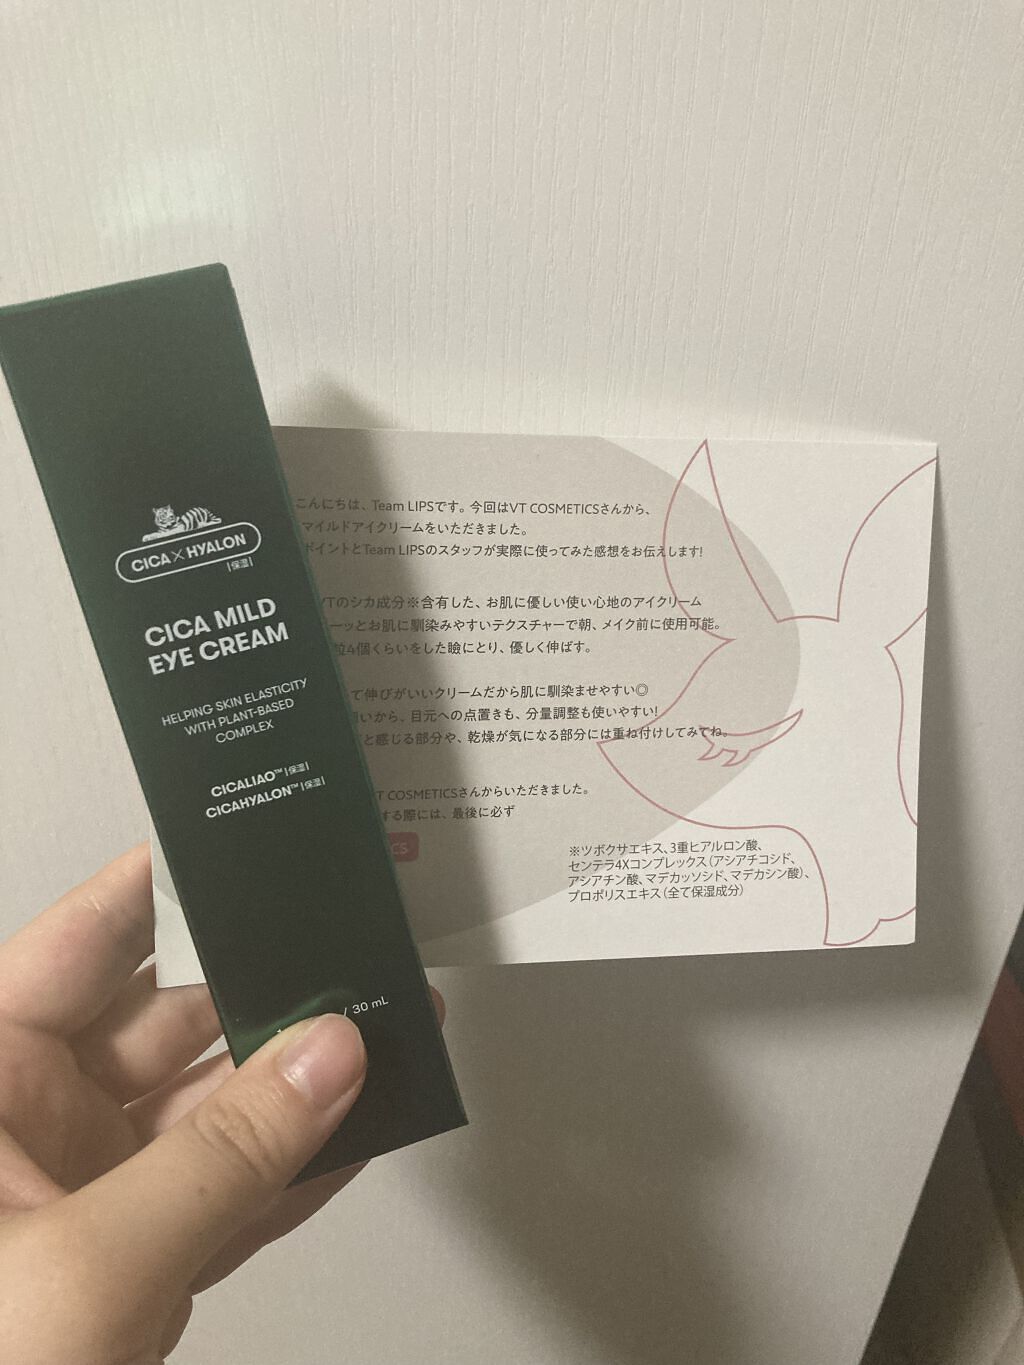 CICA×HYALON
|保湿|
CICA MILD
EYE CREAM
HELPING SKIN ELASTICITY
WITH PLANT-BASED
COMPLEX
CICALIAO™|保湿|
CICAHYALON™|保湿|
/ 30 mL
こんにちは、Team LIPSです。今回はVT COSMETICSさんから、
マイルドアイクリームをいただきました。
ポイントとTeam LIPSのスタッフが実際に使ってみた感想をお伝えします!
VTのシカ成分※含有した、お肌に優しい使い心地のアイクリーム
ーッとお肌に馴染みやすいテクスチャーで朝、メイク前に使用可能。
粒4個くらいをした瞼にとり、優しく伸ばす。
て伸びがいいクリームだから肌に馴染ませやすい◎
いから、目元への点置きも、分量調整も使いやすい!
と感じる部分や、乾燥が気になる部分には重ね付けしてみてね。
T COSMETICSさんからいただきました。
する際には、最後に必ず
CS
※ツボクサエキス、3重ヒアルロン酸、
センテラ4Xコンプレックス（アシアチコシド、
アシアチン酸、マデカッソシド、マデカシン酸）、
プロポリスエキス（全て保湿成分）